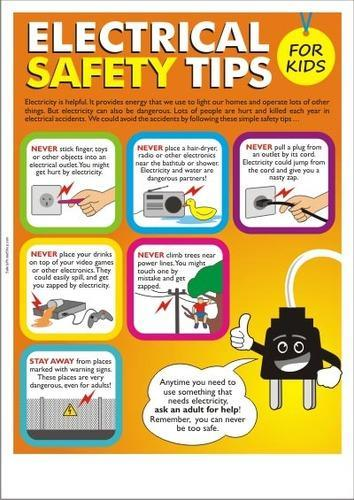 ELECTRICAL
SAFETY TIPS
FOR
KIDS
Electricity is helpful. It provides energy that we use to light our homes and operate lots of other
things. But electricity can also be dangerous. Lots of people are hurt and killed each year in
electrical accidents. We could avoid the accidents by following these simple safety tips ...
NEVER stick finger, toys
or other objects into an
electrical outlet. You might
get hurt by electricity.
NEVER place a hair-dryer,
radio or other electronics
near the bathtub or shower.
Electricity and water are
dangerous partners!
NEVER pull a plug from
an outlet by its cord.
Electricity could jump from
the cord and give you a
nasty zap.
NEVER place your drinks
on top of your video games
or other electronics. They
could easily spill, and get
you zapped by electricity.
NEVER climb trees near
power lines. You might
touch one by
mistake and get
zapped.
STAY AWAY from places
marked with warning signs.
These places are very
dangerous, even for adults!
Anytime you need to
use something that
needs electricity,
ask an adult for help!
Remember, you can never
be too safe.